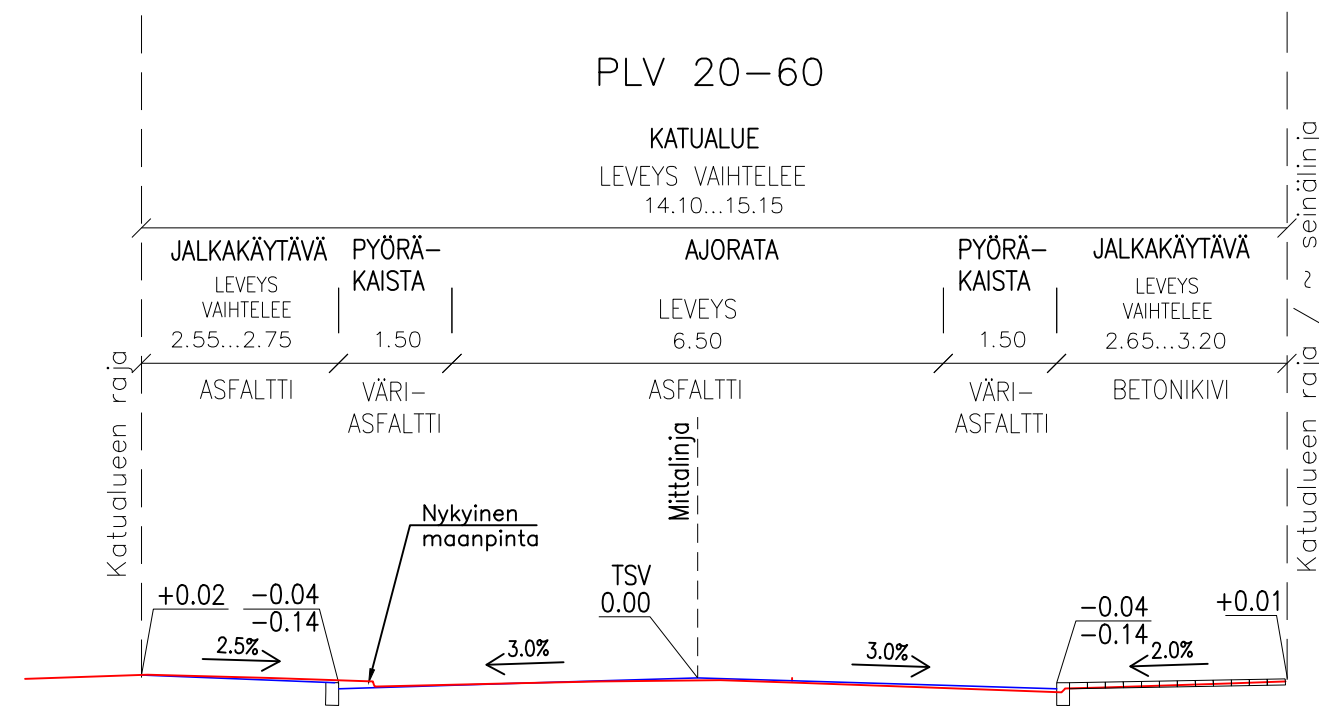 PLV 20-60
KATUALUE
LEVEYS VAIHTELEE
14.10...15.15
JALKAKÄYTÄVÄ
LEVEYS
VAIHTELEE
2.55...2.75
ASFALTTI
PYÖRÄ-
KAISTA
1.50
VÄRI-
ASFALTTI
AJORATA
LEVEYS
6.50
ASFALTTI
PYÖRÄ-
KAISTA
1.50
VÄRI-
ASFALTTI
JALKAKÄYTÄVÄ
LEVEYS
VAIHTELEE
2.65...3.20
BETONIKIVI
Katualueen raja
Katualueen raja / ~ seinälinja
Mittalinja
Nykyinen
maanpinta
TSV
0.00
+0.02
-0.04
-0.14
2.5%
3.0%
3.0%
-0.04
-0.14
2.0%
+0.01